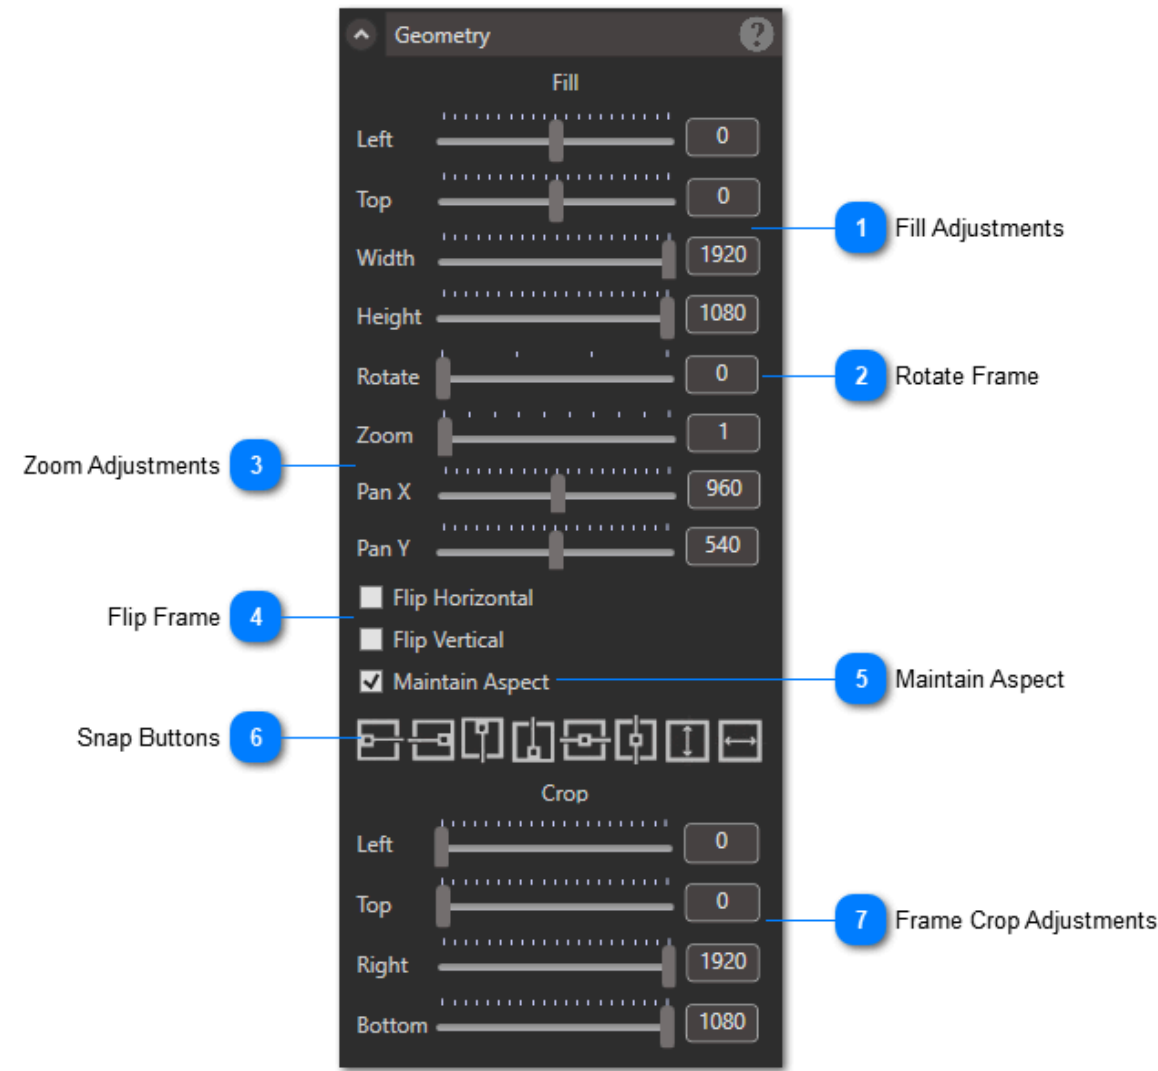 Geometry ?
Fill
Left 0
Top 0
1 Fill Adjustments
Width 1920
Height 1080
Rotate 0 2 Rotate Frame
Zoom 1
Zoom Adjustments 3
Pan X 960
Pan Y 540
Flip Horizontal
Flip Frame 4
Flip Vertical
Maintain Aspect 5 Maintain Aspect
Snap Buttons 6
Crop
Left 0
Top 0
7 Frame Crop Adjustments
Right 1920
Bottom 1080